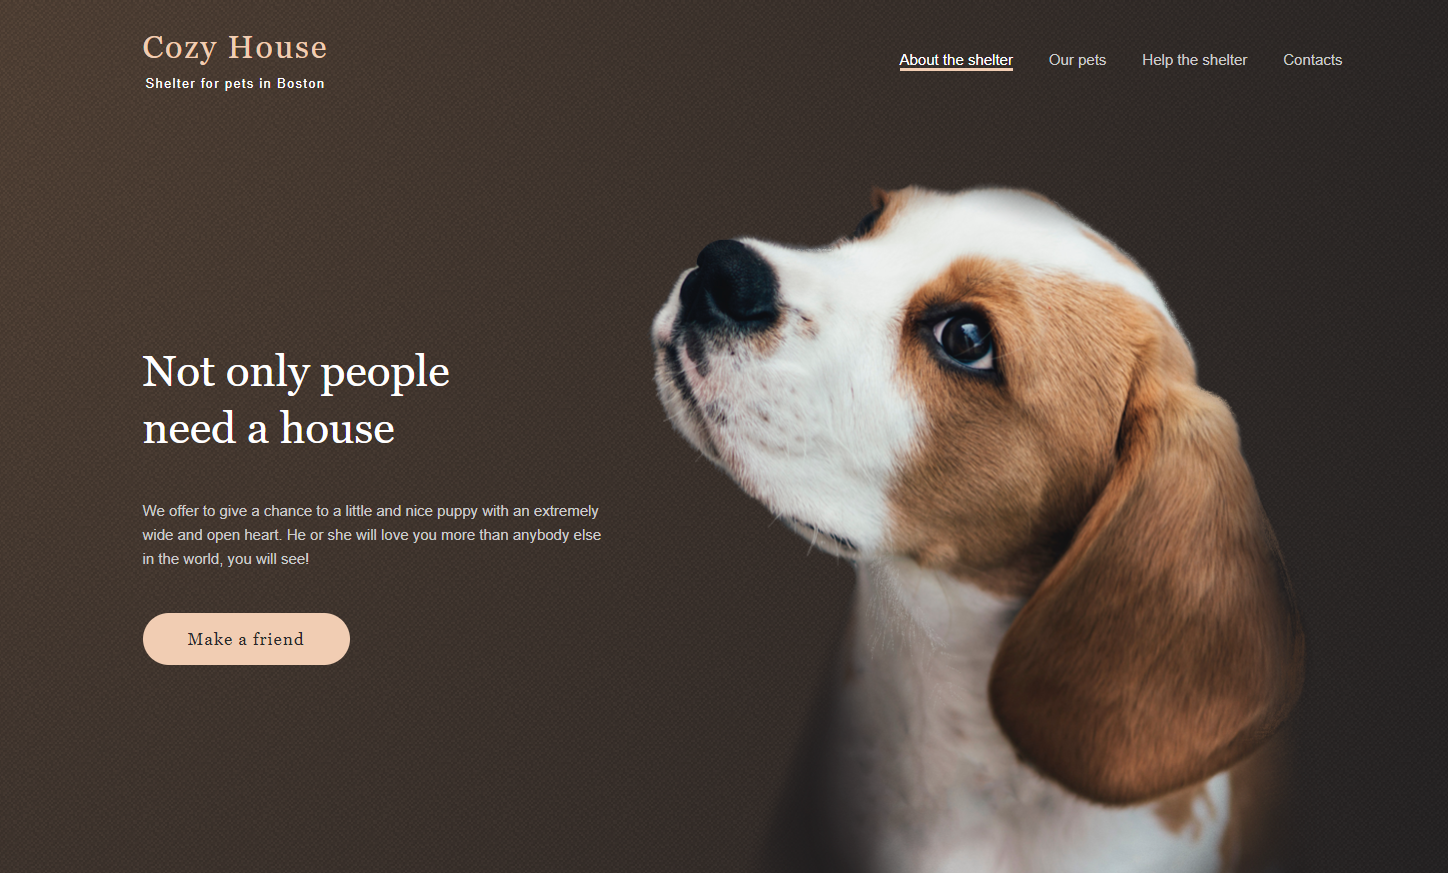 Cozy House
Shelter for pets in Boston
About the shelter
Our pets
Help the shelter
Contacts
Not only people
need a house
We offer to give a chance to a little and nice puppy with an extremely
wide and open heart. He or she will love you more than anybody else
in the world, you will see!
Make a friend